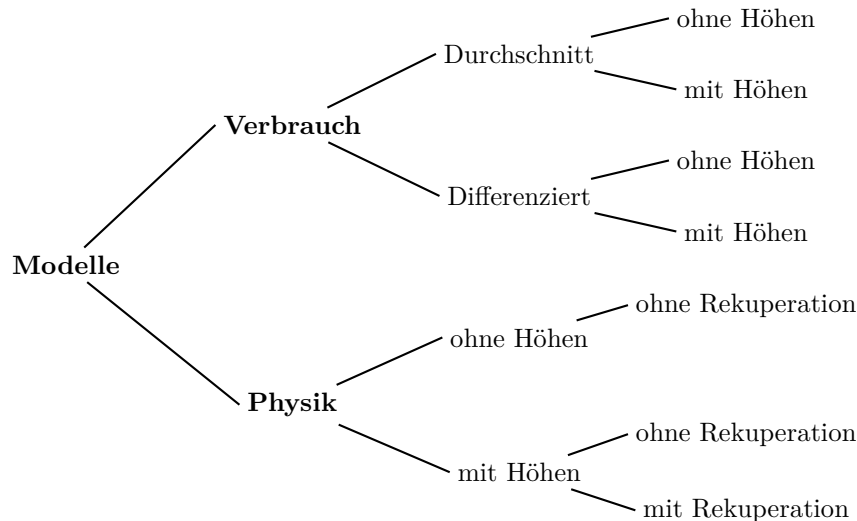 ohne Höhen
Durchschnitt
mit Höhen
Verbrauch
ohne Höhen
Differenziert
mit Höhen
Modelle
ohne Rekuperation
ohne Höhen
Physik
ohne Rekuperation
mit Höhen
mit Rekuperation